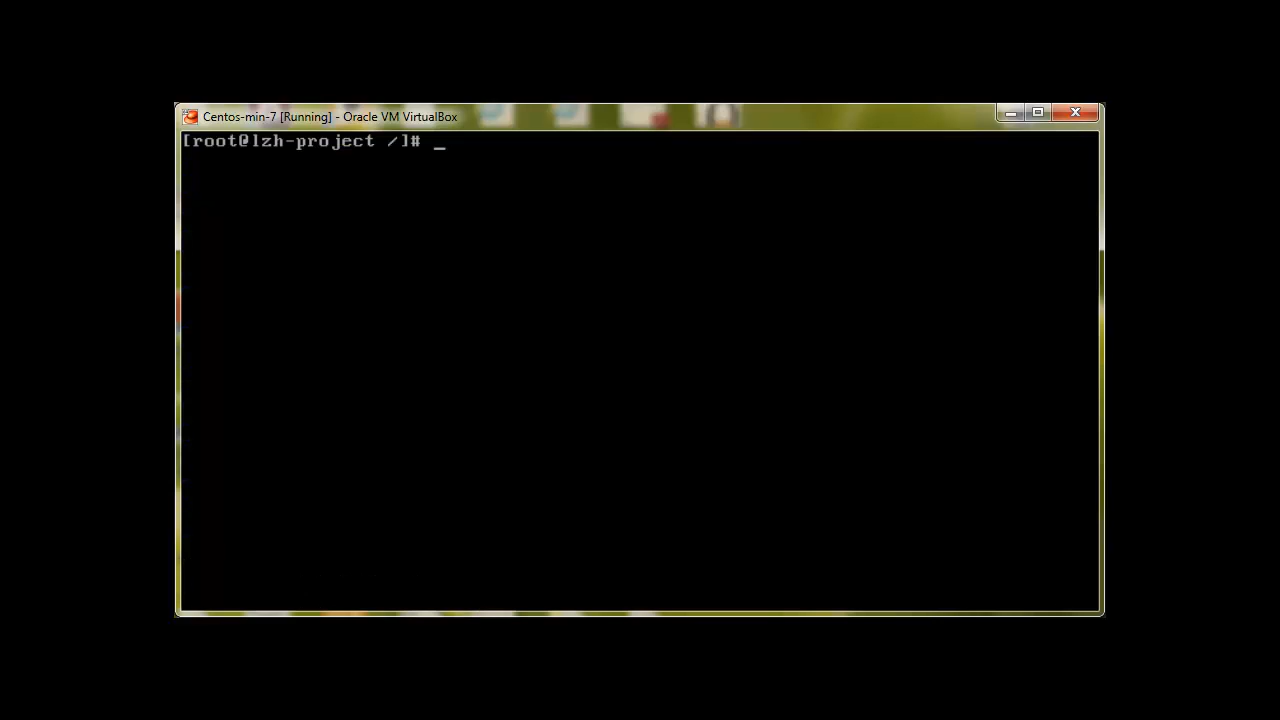 Centos-min-7 [Running] - Oracle VM VirtualBox
[root@lzh-project /]# _